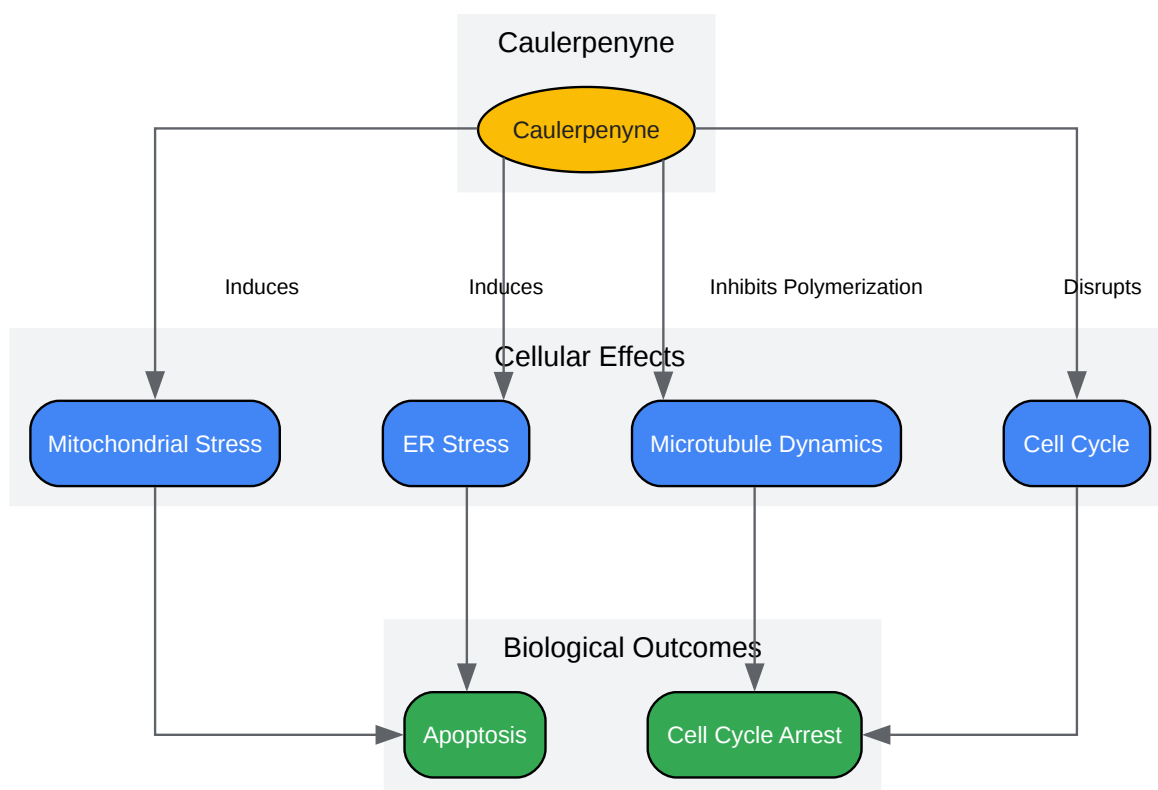 Caulerpenyne
Caulerpenyne
Induces
Induces
Inhibits Polymerization
Disrupts
Cellular Effects
Mitochondrial Stress
ER Stress
Microtubule Dynamics
Cell Cycle
Biological Outcomes
Apoptosis
Cell Cycle Arrest